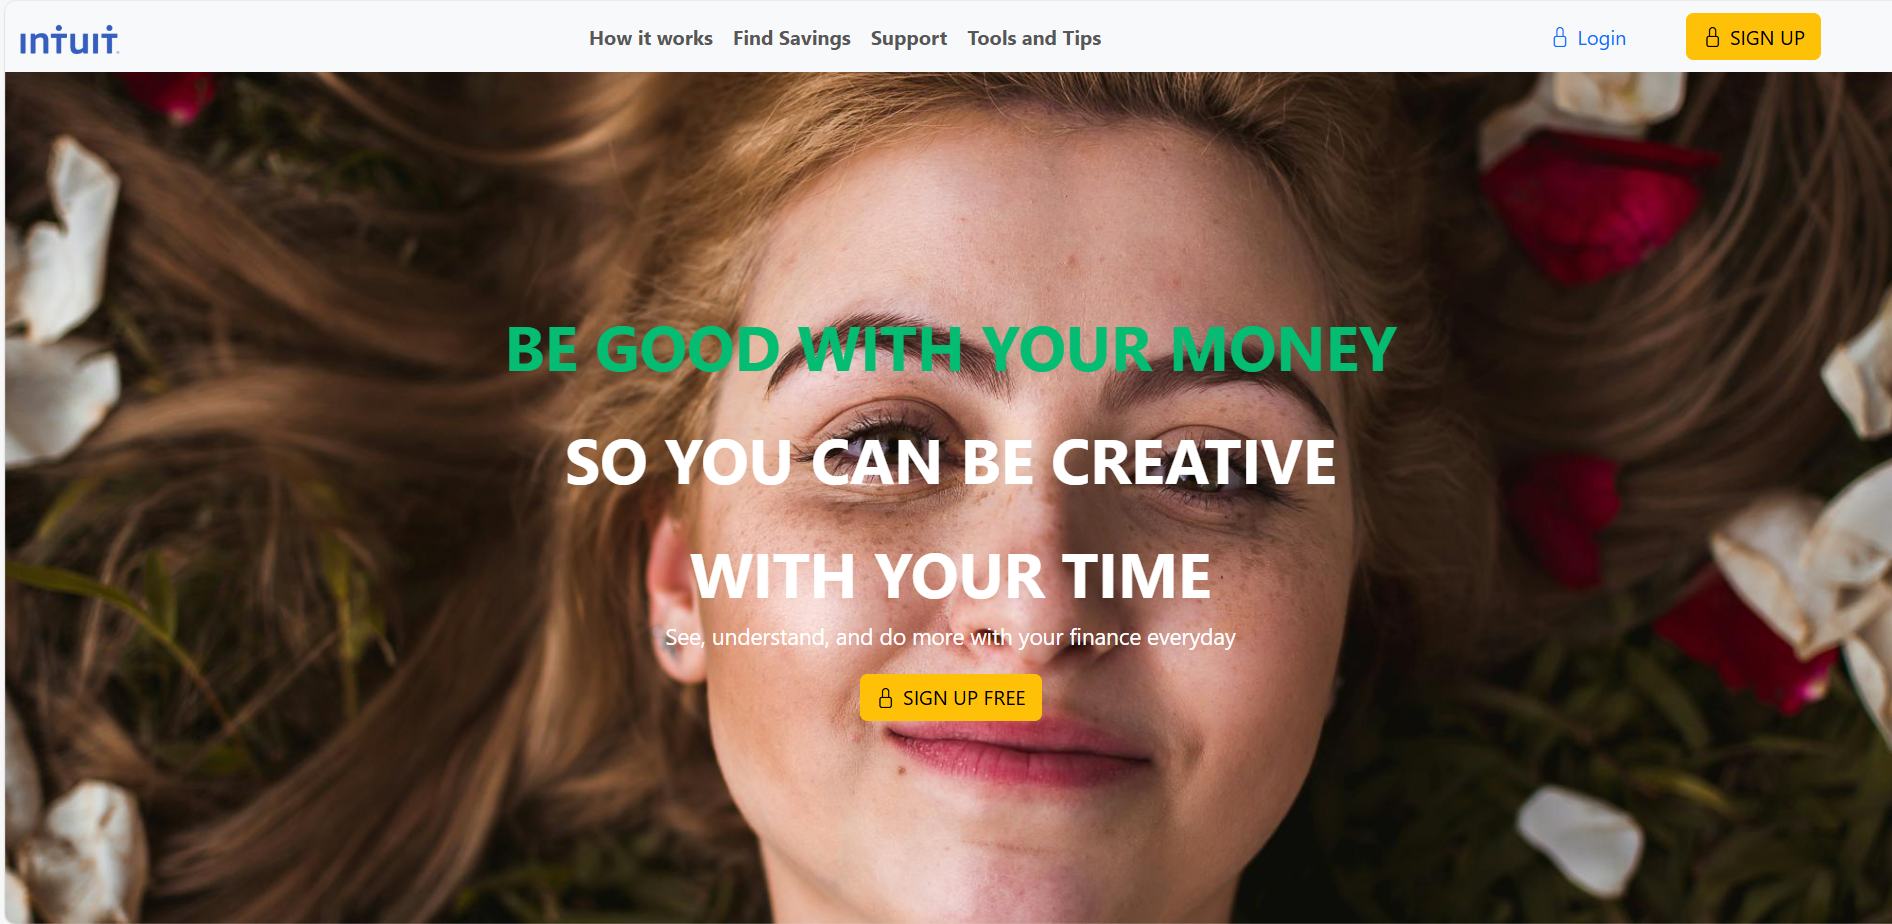 intuit
How it works
Find Savings
Support
Tools and Tips
Login
SIGN UP
BE GOOD WITH YOUR MONEY
SO YOU CAN BE CREATIVE
WITH YOUR TIME
See, understand, and do more with your finance everyday
SIGN UP FREE